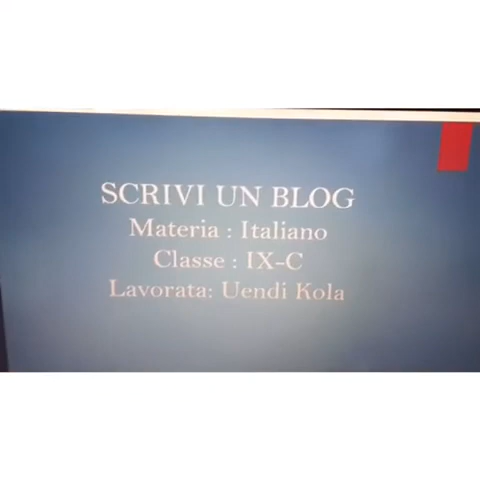 SCRIVI UN BLOG
Materia : Italiano
Classe : IX-C
Lavorata: Uendi Kola